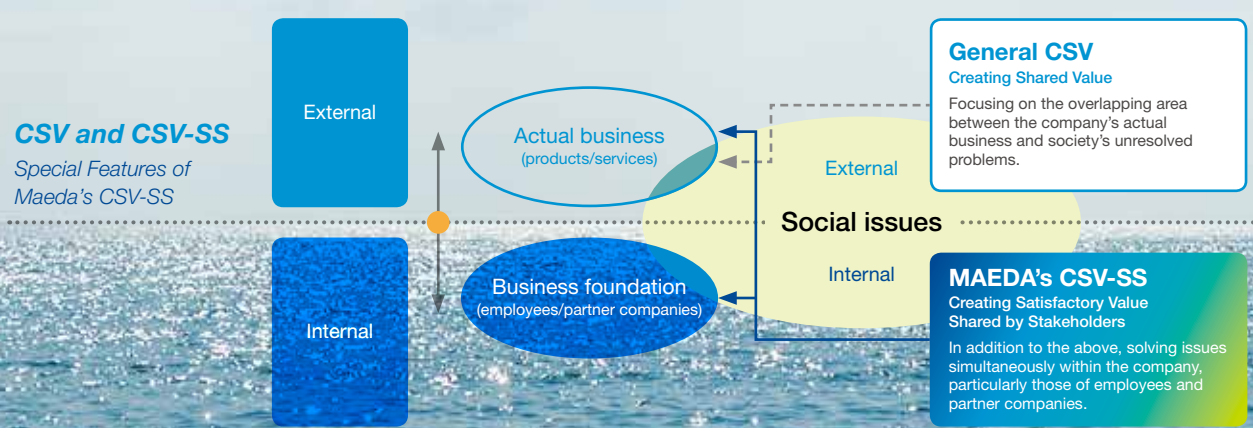 CSV and CSV-SS
Special Features of
Maeda's CSV-SS
External
Internal
Actual business
(products/services)
Business foundation
(employees/partner companies)
External
Social issues
Internal
General CSV
Creating Shared Value
Focusing on the overlapping area
between the company's actual
business and society's unresolved
problems.
MAEDA's CSV-SS
Creating Satisfactory Value
Shared by Stakeholders
In addition to the above, solving issues
simultaneously within the company,
particularly those of employees and
partner companies.